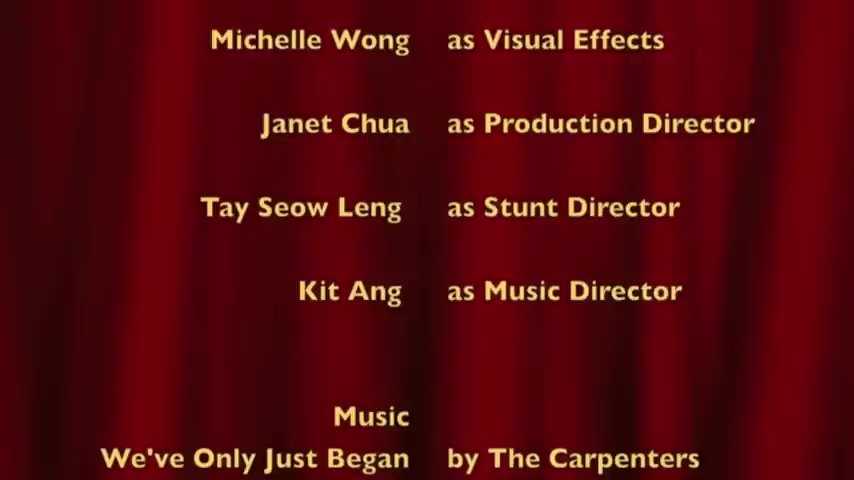 Michelle Wong as Visual Effects
Janet Chua as Production Director
Tay Seow Leng as Stunt Director
Kit Ang as Music Director
Music
We've Only Just Began by The Carpenters